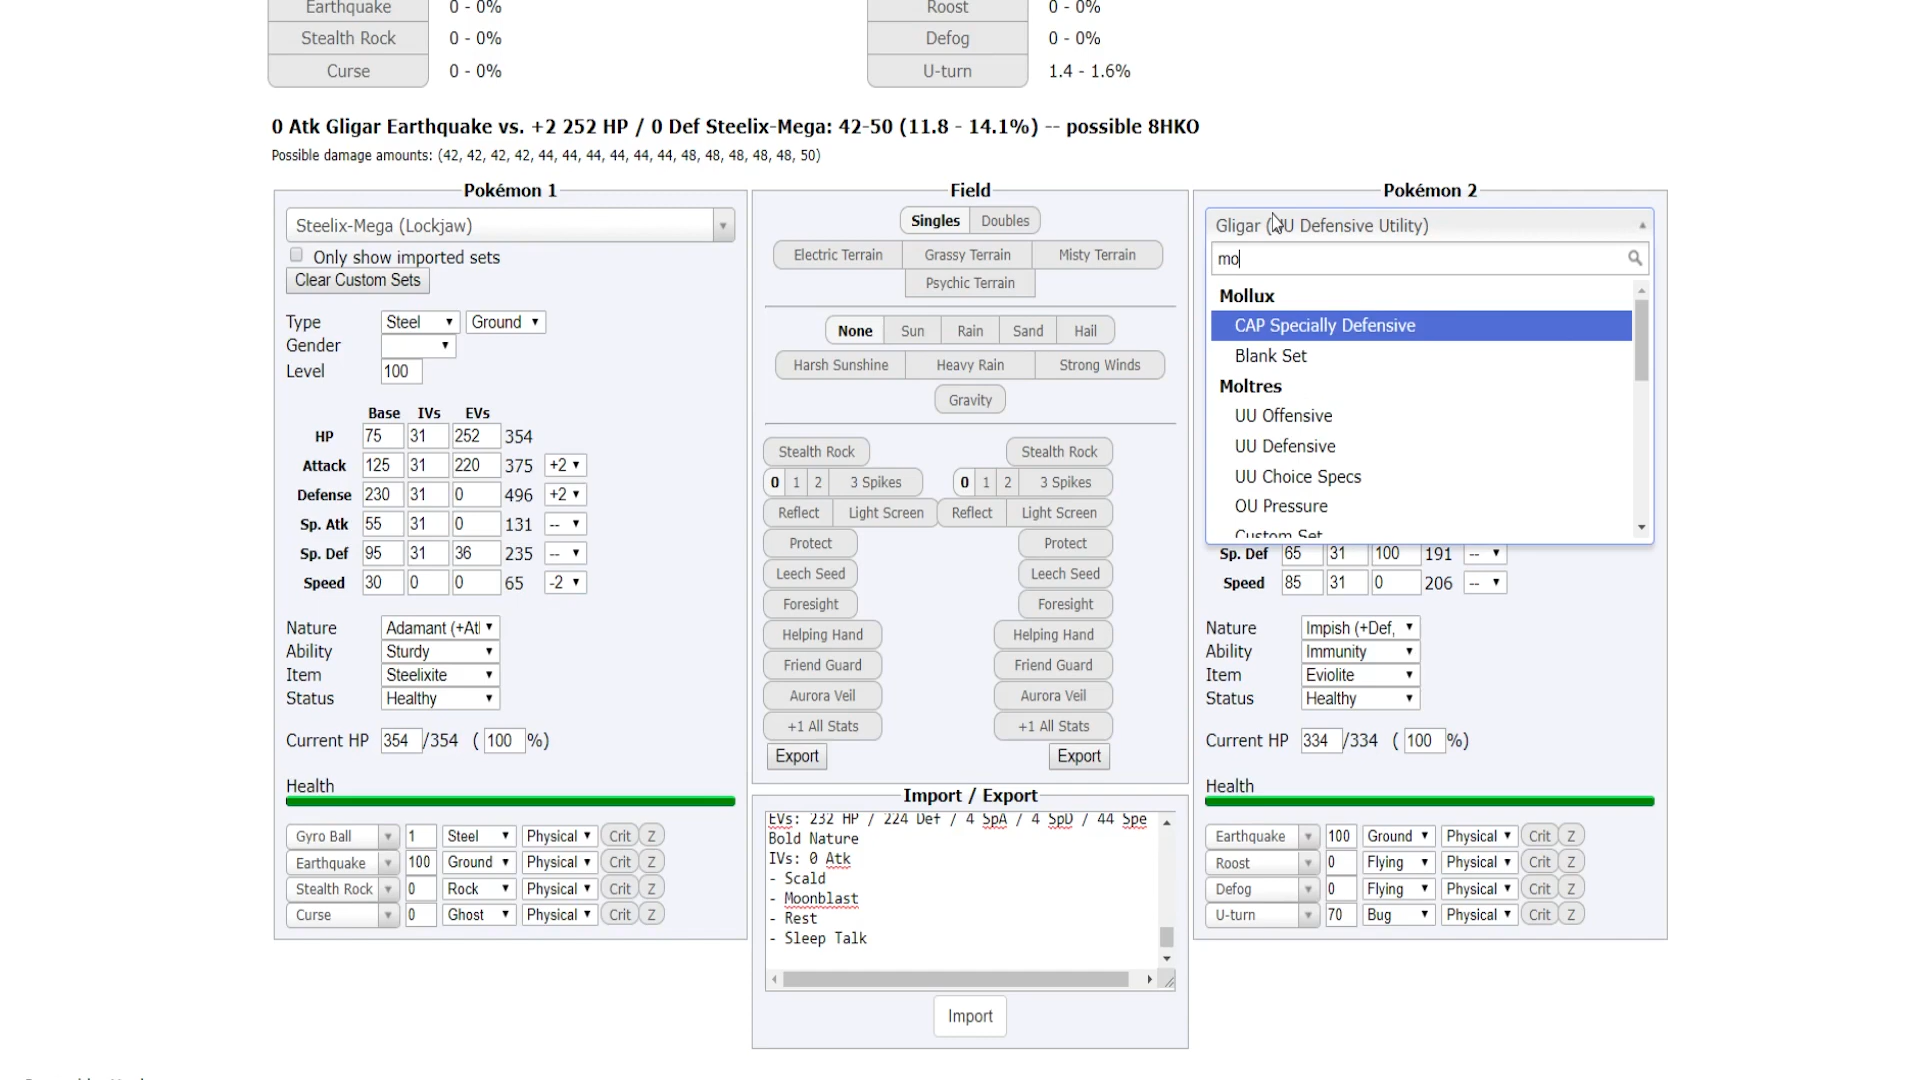 Earthquake 0 - 0% Roost 0 - 0%
Stealth Rock 0 - 0% Defog 0 - 0%
Curse 0 - 0% U-turn 1.4 - 1.6%
0 Atk Gligar Earthquake vs. +2 252 HP / 0 Def Steelix-Mega: 42-50 (11.8 - 14.1%) -- possible 8HKO
Possible damage amounts: (42, 42, 42, 42, 44, 44, 44, 44, 44, 44, 48, 48, 48, 48, 48, 50)
Pokémon 1
Steelix-Mega (Lockjaw)
Only show imported sets
Clear Custom Sets
Type Steel Ground
Gender
Level 100
Base IVs EVs
HP 75 31 252 354
Attack 125 31 220 375 +2
Defense 230 31 0 496 +2
Sp. Atk 55 31 0 131 --
Sp. Def 95 31 36 235 --
Speed 30 0 0 65 -2
Nature Adamant (+At
Ability Sturdy
Item Steelixite
Status Healthy
Current HP 354 /354 ( 100 %)
Health
Gyro Ball 1 Steel Physical Crit Z
Earthquake 100 Ground Physical Crit Z
Stealth Rock 0 Rock Physical Crit Z
Curse 0 Ghost Physical Crit Z
Field
Singles Doubles
Electric Terrain Grassy Terrain Misty Terrain
Psychic Terrain
None Sun Rain Sand Hail
Harsh Sunshine Heavy Rain Strong Winds
Gravity
Stealth Rock Stealth Rock
0 1 2 3 Spikes 0 1 2 3 Spikes
Reflect Light Screen Reflect Light Screen
Protect Protect
Leech Seed Leech Seed
Foresight Foresight
Helping Hand Helping Hand
Friend Guard Friend Guard
Aurora Veil Aurora Veil
+1 All Stats +1 All Stats
Export Export
Import / Export
EVs: 232 HP / 224 Def / 4 SpA / 4 SpD / 44 Spe
Bold Nature
IVs: 0 Atk
- Scald
- Moonblast
- Rest
- Sleep Talk
Import
Pokémon 2
Gligar (NU Defensive Utility)
mo
Mollux
CAP Specially Defensive
Blank Set
Moltres
UU Offensive
UU Defensive
UU Choice Specs
OU Pressure
Custom Set
Sp. Def 65 31 100 191 --
Speed 85 31 0 206 --
Nature Impish (+Def,
Ability Immunity
Item Eviolite
Status Healthy
Current HP 334 /334 ( 100 %)
Health
Earthquake 100 Ground Physical Crit Z
Roost 0 Flying Physical Crit Z
Defog 0 Flying Physical Crit Z
U-turn 70 Bug Physical Crit Z